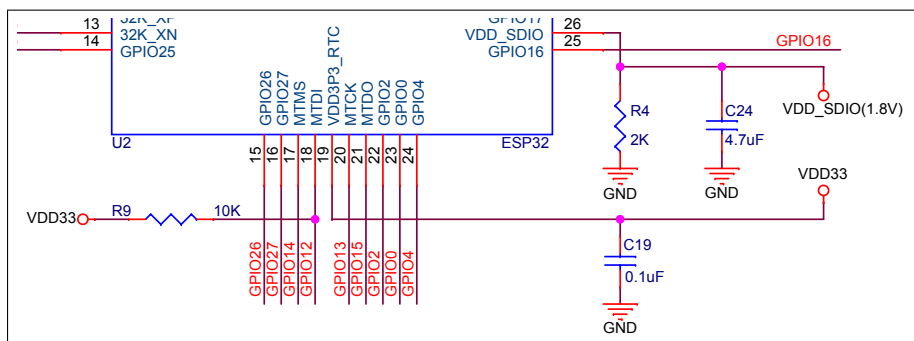 13
32K_XP
14
32K_XN
GPIO25
GPIO17
26
VDD_SDIO
25
GPIO16
GPIO16
GPIO26
GPIO27
MTMS
MTDI
VDD3P3_RTC
MTCK
MTDO
GPIO2
GPIO0
GPIO4
U2
ESP32
15
16
17
18
19
20
21
22
23
24
R4
2K
C24
4.7uF
VDD_SDIO(1.8V)
GND
GND
VDD33
VDD33
R9
10K
GPIO26
GPIO27
GPIO14
GPIO12
GPIO13
GPIO15
GPIO2
GPIO0
GPIO4
C19
0.1uF
GND